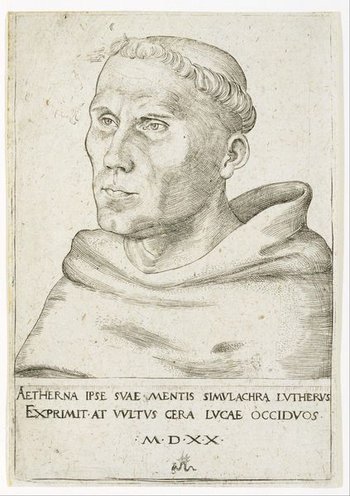 AETHERNA IPSE SVAE MENTIS SIMVLACHRA LVTHERVS
EXPRIMIT·AT VVLTVS CERA LVCAE OCCIDVOS·
·M·D·X·X·